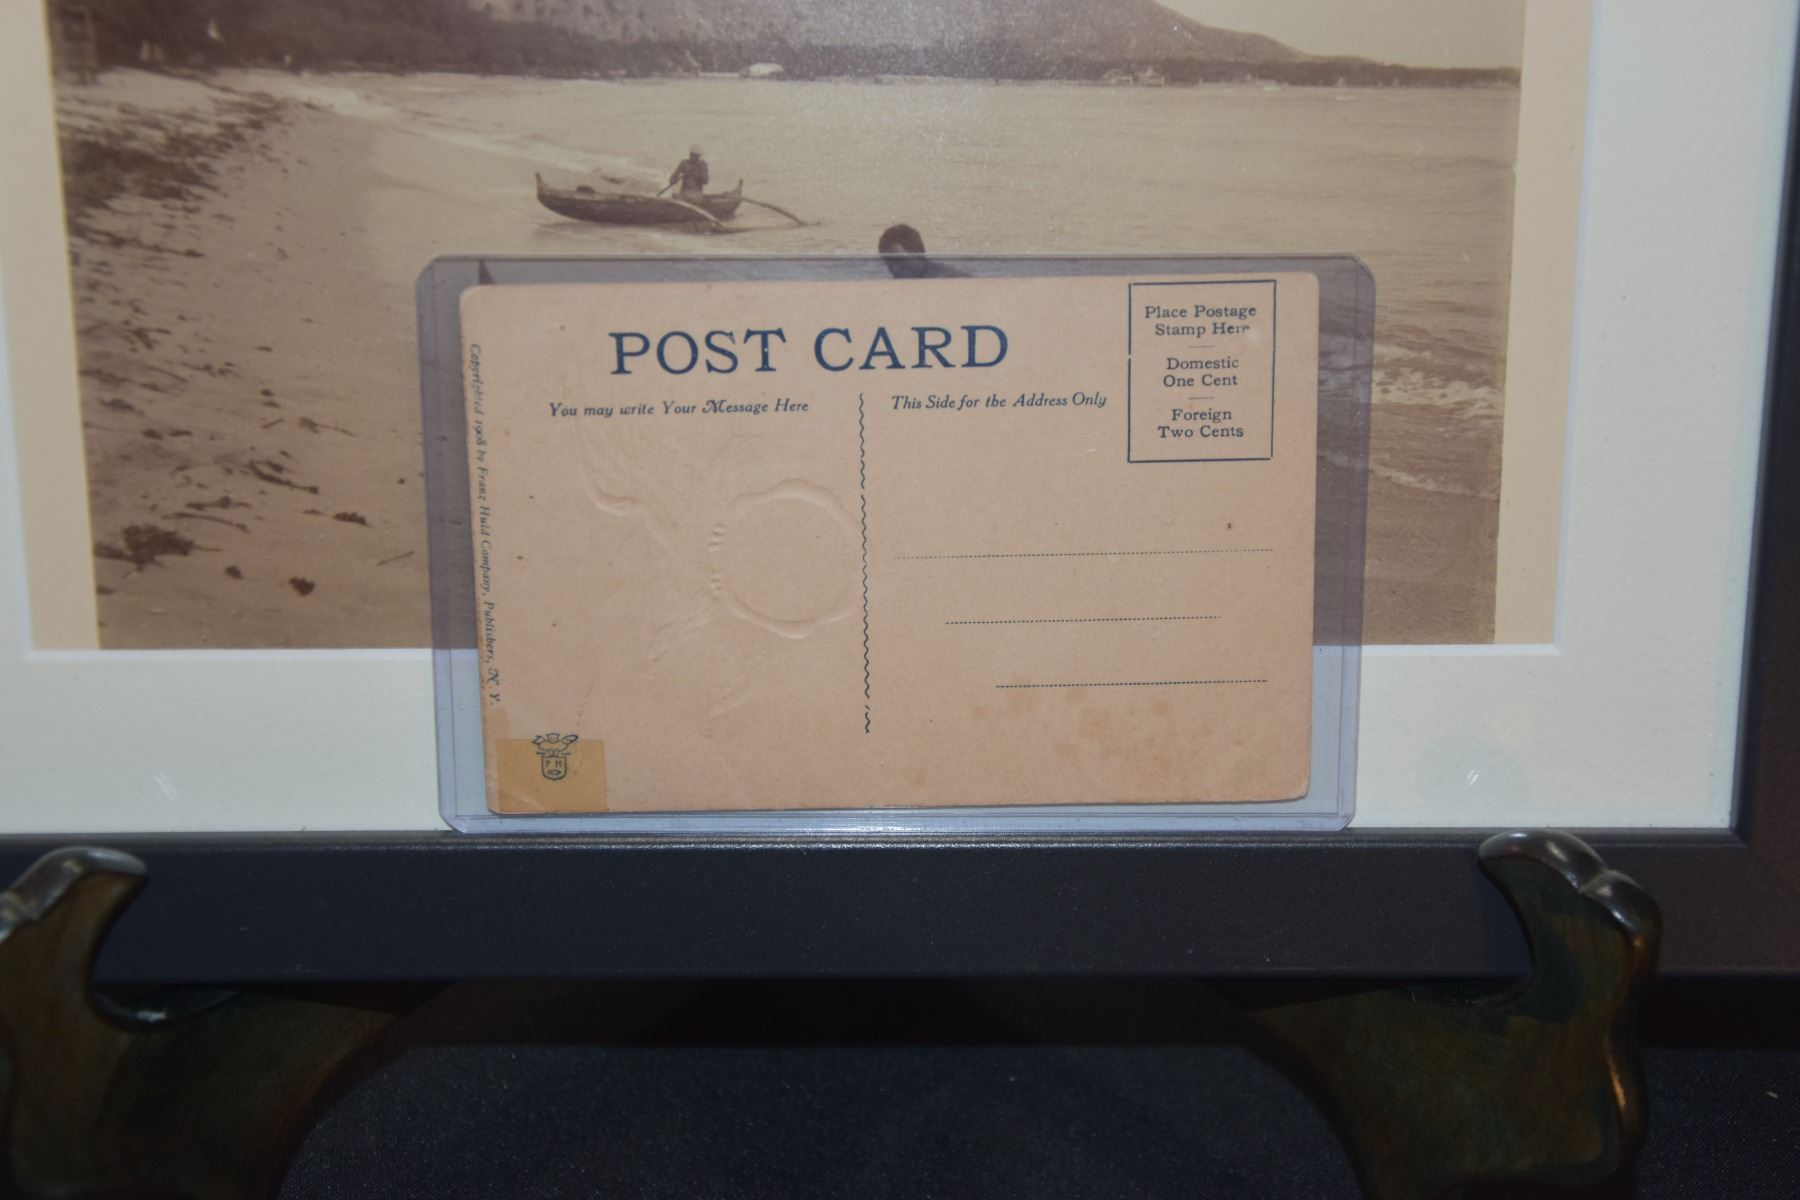 POST CARD
You may write Your Message Here
This Side for the Address Only
Place Postage
Stamp Here
Domestic
One Cent
Foreign
Two Cents
Copyrighted 1908 by Franz Huld Company, Publishers, N. Y.
F H